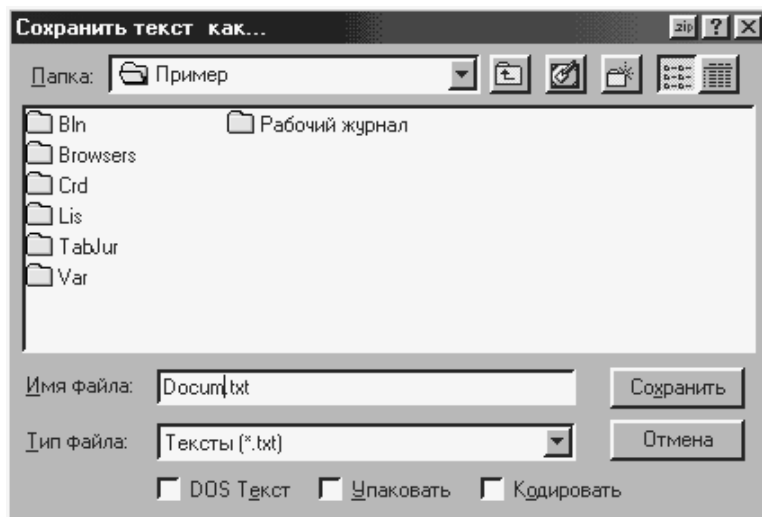 Сохранить текст как...
.zip ? X
Папка: Пример
Bln Рабочий журнал
Browsers
Crd
Lis
TabJur
Var
Имя файла: Docum.txt Сохранить
Тип файла: Тексты (*.txt) Отмена
DOS Текст Упаковать Кодировать